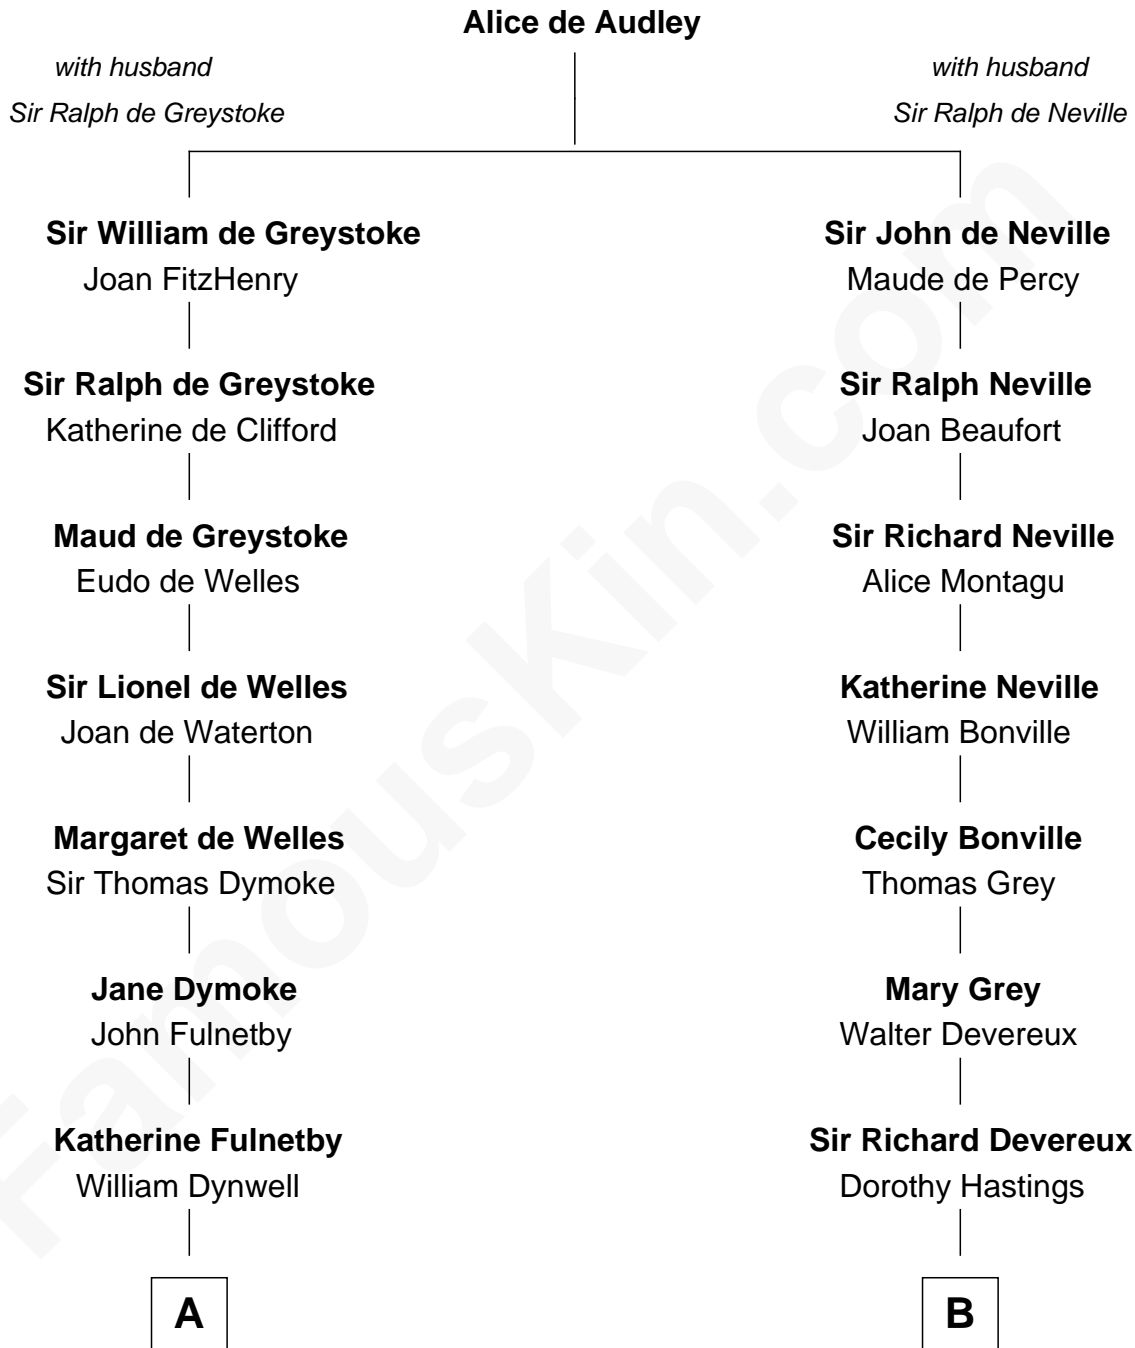 Alice de Audley
with husband
Sir Ralph de Greystoke
with husband
Sir Ralph de Neville
Sir William de Greystoke
Joan FitzHenry
Sir John de Neville
Maude de Percy
Sir Ralph de Greystoke
Katherine de Clifford
Sir Ralph Neville
Joan Beaufort
Maud de Greystoke
Eudo de Welles
Sir Richard Neville
Alice Montagu
Sir Lionel de Welles
Joan de Waterton
Katherine Neville
William Bonville
Margaret de Welles
Sir Thomas Dymoke
Cecily Bonville
Thomas Grey
Jane Dymoke
John Fulnetby
Mary Grey
Walter Devereux
Katherine Fulnetby
William Dynwell
Sir Richard Devereux
Dorothy Hastings
A
B
FamousKin.com